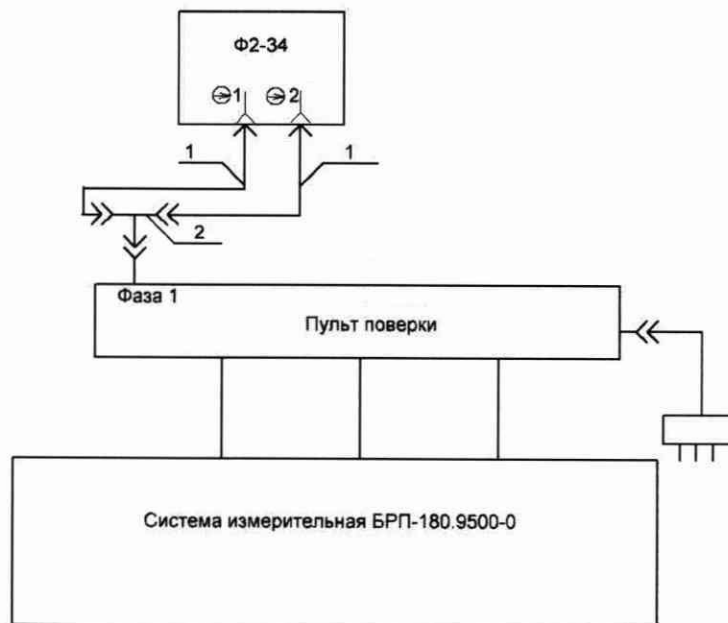 Ф2-34
1 2
1 1
2
Фаза 1
Пульт поверки
Система измерительная БРП-180.9500-0